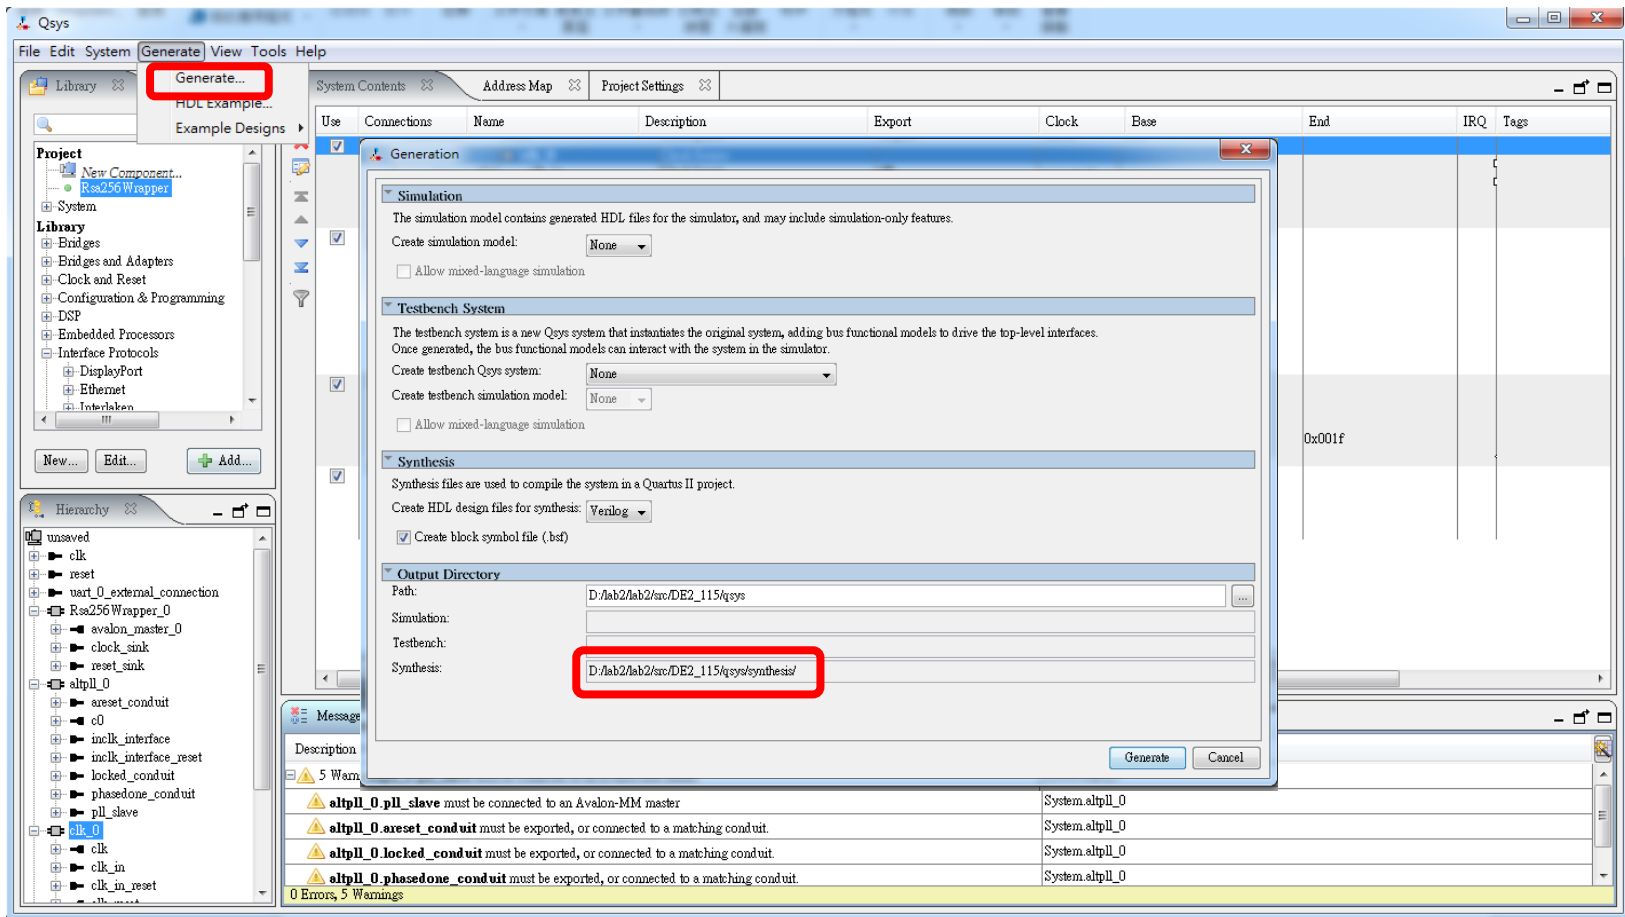 Qsys
File Edit System Generate View Tools Help
Generate...
HDL Example...
Example Designs
Library
System Contents
Address Map
Project Settings
Use Connections Name Description Export Clock Base End IRQ Tags
Project
New Component...
Rsa256Wrapper
System
Library
Bridges
Bridges and Adapters
Clock and Reset
Configuration & Programming
DSP
Embedded Processors
Interface Protocols
DisplayPort
Ethernet
Interlaken
New... Edit... Add...
0x001f
Generation
Simulation
The simulation model contains generated HDL files for the simulator, and may include simulation-only features.
Create simulation model: None
Allow mixed-language simulation
Testbench System
The testbench system is a new Qsys system that instantiates the original system, adding bus functional models to drive the top-level interfaces.
Once generated, the bus functional models can interact with the system in the simulator.
Create testbench Qsys system: None
Create testbench simulation model: None
Allow mixed-language simulation
Synthesis
Synthesis files are used to compile the system in a Quartus II project.
Create HDL design files for synthesis: Verilog
Create block symbol file (.bsf)
Output Directory
Path: D:/lab2/lab2/src/DE2_115/qsys
...
Simulation:
Testbench:
Synthesis: D:/lab2/lab2/src/DE2_115/qsys/synthesis/
Generate Cancel
Hierarchy
unsaved
clk
reset
uart_0_external_connection
Rsa256Wrapper_0
avalon_master_0
clock_sink
reset_sink
altpll_0
areset_conduit
c0
inclk_interface
inclk_interface_reset
locked_conduit
phasedone_conduit
pll_slave
clk_0
clk
clk_in
clk_in_reset
Message
Description
5 Warn
altpll_0.pll_slave must be connected to an Avalon-MM master System.altpll_0
altpll_0.areset_conduit must be exported, or connected to a matching conduit. System.altpll_0
altpll_0.locked_conduit must be exported, or connected to a matching conduit. System.altpll_0
altpll_0.phasedone_conduit must be exported, or connected to a matching conduit. System.altpll_0
0 Errors, 5 Warnings